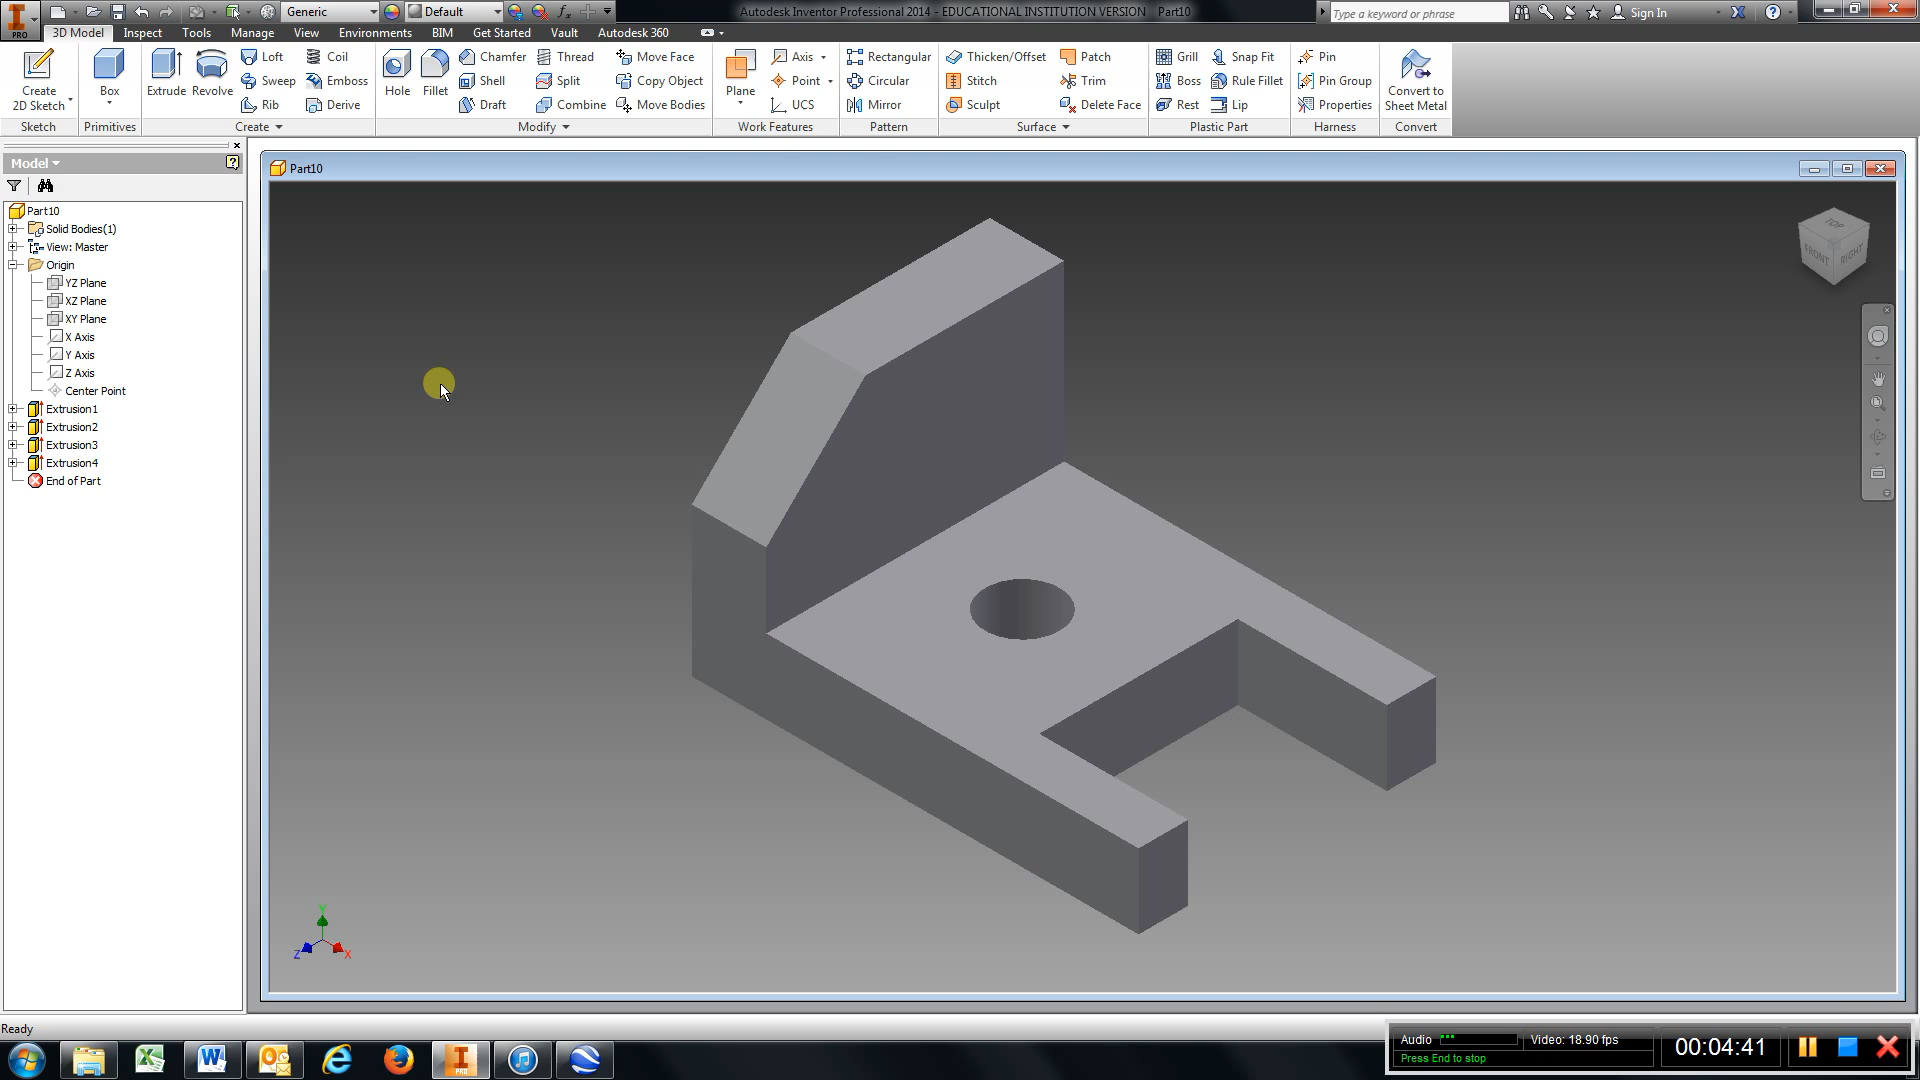 PRO
Generic
Default
fx
Autodesk Inventor Professional 2014 - EDUCATIONAL INSTITUTION VERSION Part10
Type a keyword or phrase
Sign In
3D Model Inspect Tools Manage View Environments BIM Get Started Vault Autodesk 360
Create 2D Sketch
Box
Extrude
Revolve
Loft
Sweep
Rib
Coil
Emboss
Derive
Hole
Fillet
Chamfer
Shell
Draft
Thread
Split
Combine
Move Face
Copy Object
Move Bodies
Plane
Axis
Point
UCS
Rectangular
Circular
Mirror
Thicken/Offset
Stitch
Sculpt
Patch
Trim
Delete Face
Grill
Boss
Rest
Snap Fit
Rule Fillet
Lip
Pin
Pin Group
Properties
Convert to Sheet Metal
Sketch
Primitives
Create
Modify
Work Features
Pattern
Surface
Plastic Part
Harness
Convert
Model
Part10
Solid Bodies(1)
View: Master
Origin
YZ Plane
XZ Plane
XY Plane
X Axis
Y Axis
Z Axis
Center Point
Extrusion1
Extrusion2
Extrusion3
Extrusion4
End of Part
Part10
TOP
FRONT
RIGHT
Y
Z
X
Ready
Audio
Video: 18.90 fps
Press End to stop
00:04:41
PRO